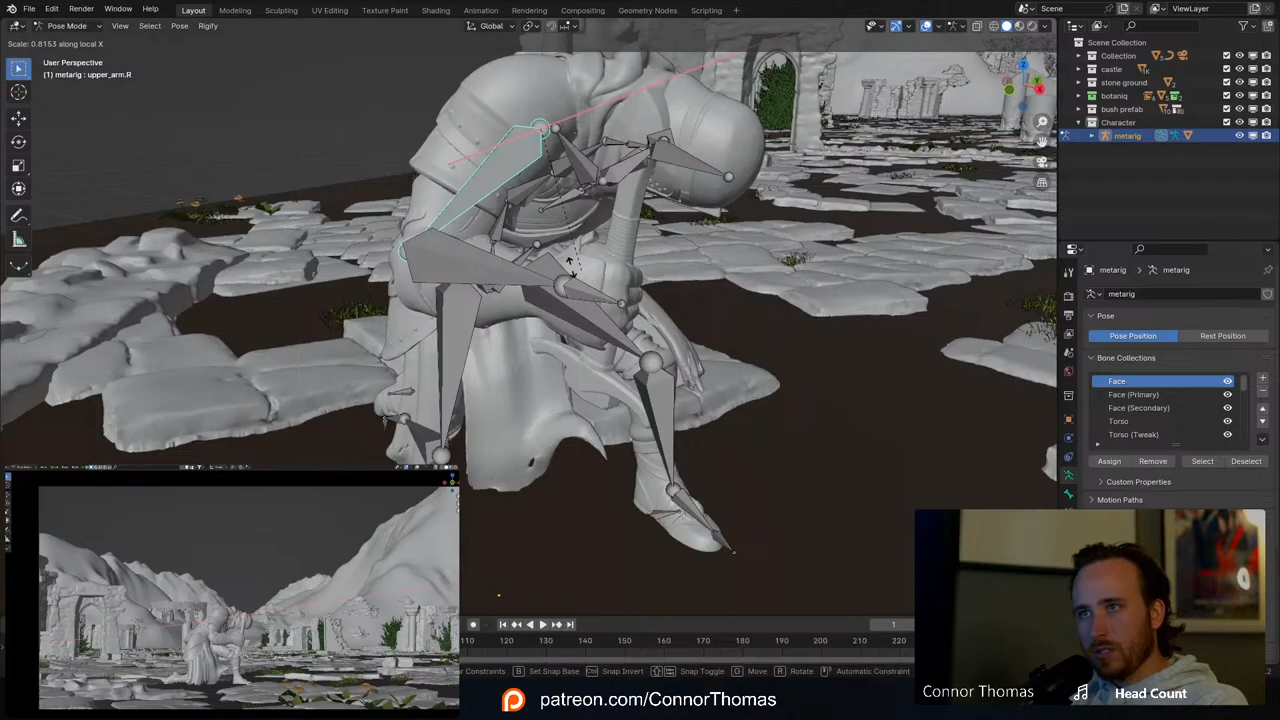 File Edit Render Window Help Layout Modeling Sculpting UV Editing Texture Paint Shading Animation Rendering Compositing Geometry Nodes Scripting + Scene ViewLayer
Pose Mode View Select Pose Rigify Global
Scale: 0.8153 along local X
User Perspective
(1) metarig : upper_arm.R
Scene Collection
Collection
castle
stone ground
botaniq
bush prefab
Character
metarig
metarig metarig
metarig
Pose
Pose Position Rest Position
Bone Collections
Face
Face (Primary)
Face (Secondary)
Torso
Torso (Tweak)
Assign Remove Select Deselect
Custom Properties
Motion Paths
1
110 120 130 140 150 160 170 180 190 200 210 220
Constraints B Set Snap Base Ctrl Snap Invert Snap Toggle G Move R Rotate Automatic Constraint
patreon.com/ConnorThomas
Connor Thomas
Head Count